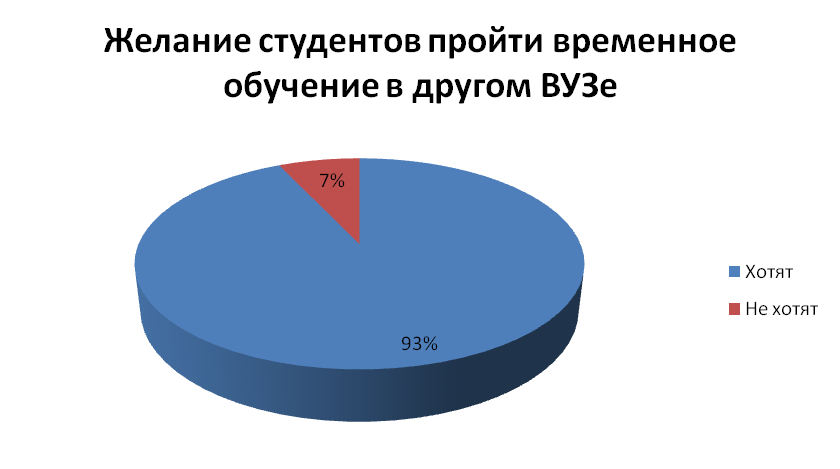 Желание студентов пройти временное
обучение в другом ВУЗе
7%
93%
Хотят
Не хотят